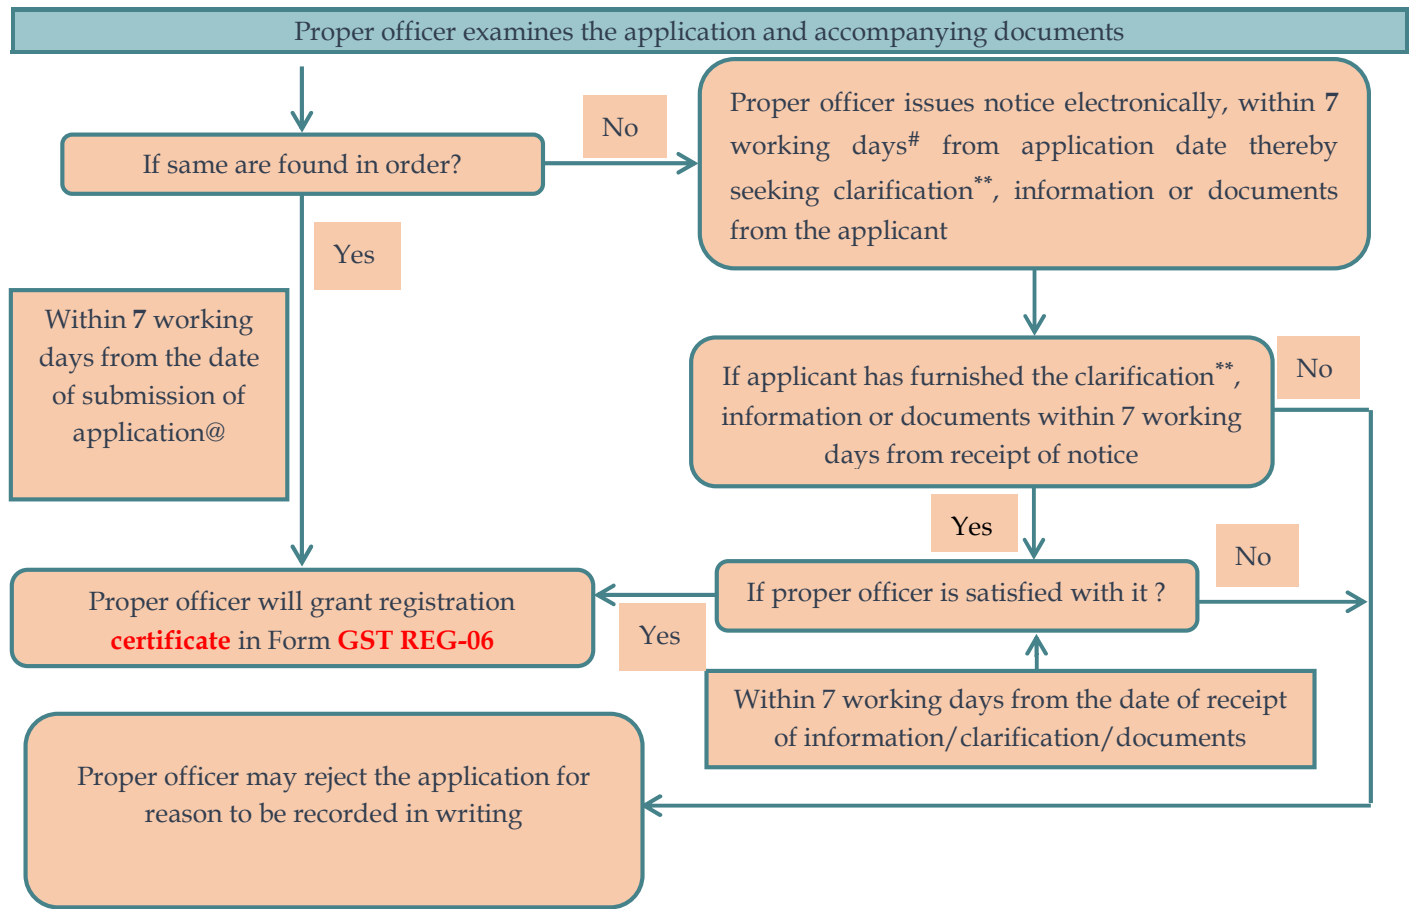 Proper officer examines the application and accompanying documents
If same are found in order?
No
Proper officer issues notice electronically, within 7
working days# from application date thereby
seeking clarification**, information or documents
from the applicant
Yes
Within 7 working
days from the date
of submission of
application@
If applicant has furnished the clarification**,
information or documents within 7 working
days from receipt of notice
No
Yes
If proper officer is satisfied with it ?
No
Yes
Proper officer will grant registration
certificate in Form GST REG-06
Within 7 working days from the date of receipt
of information/clarification/documents
Proper officer may reject the application for
reason to be recorded in writing